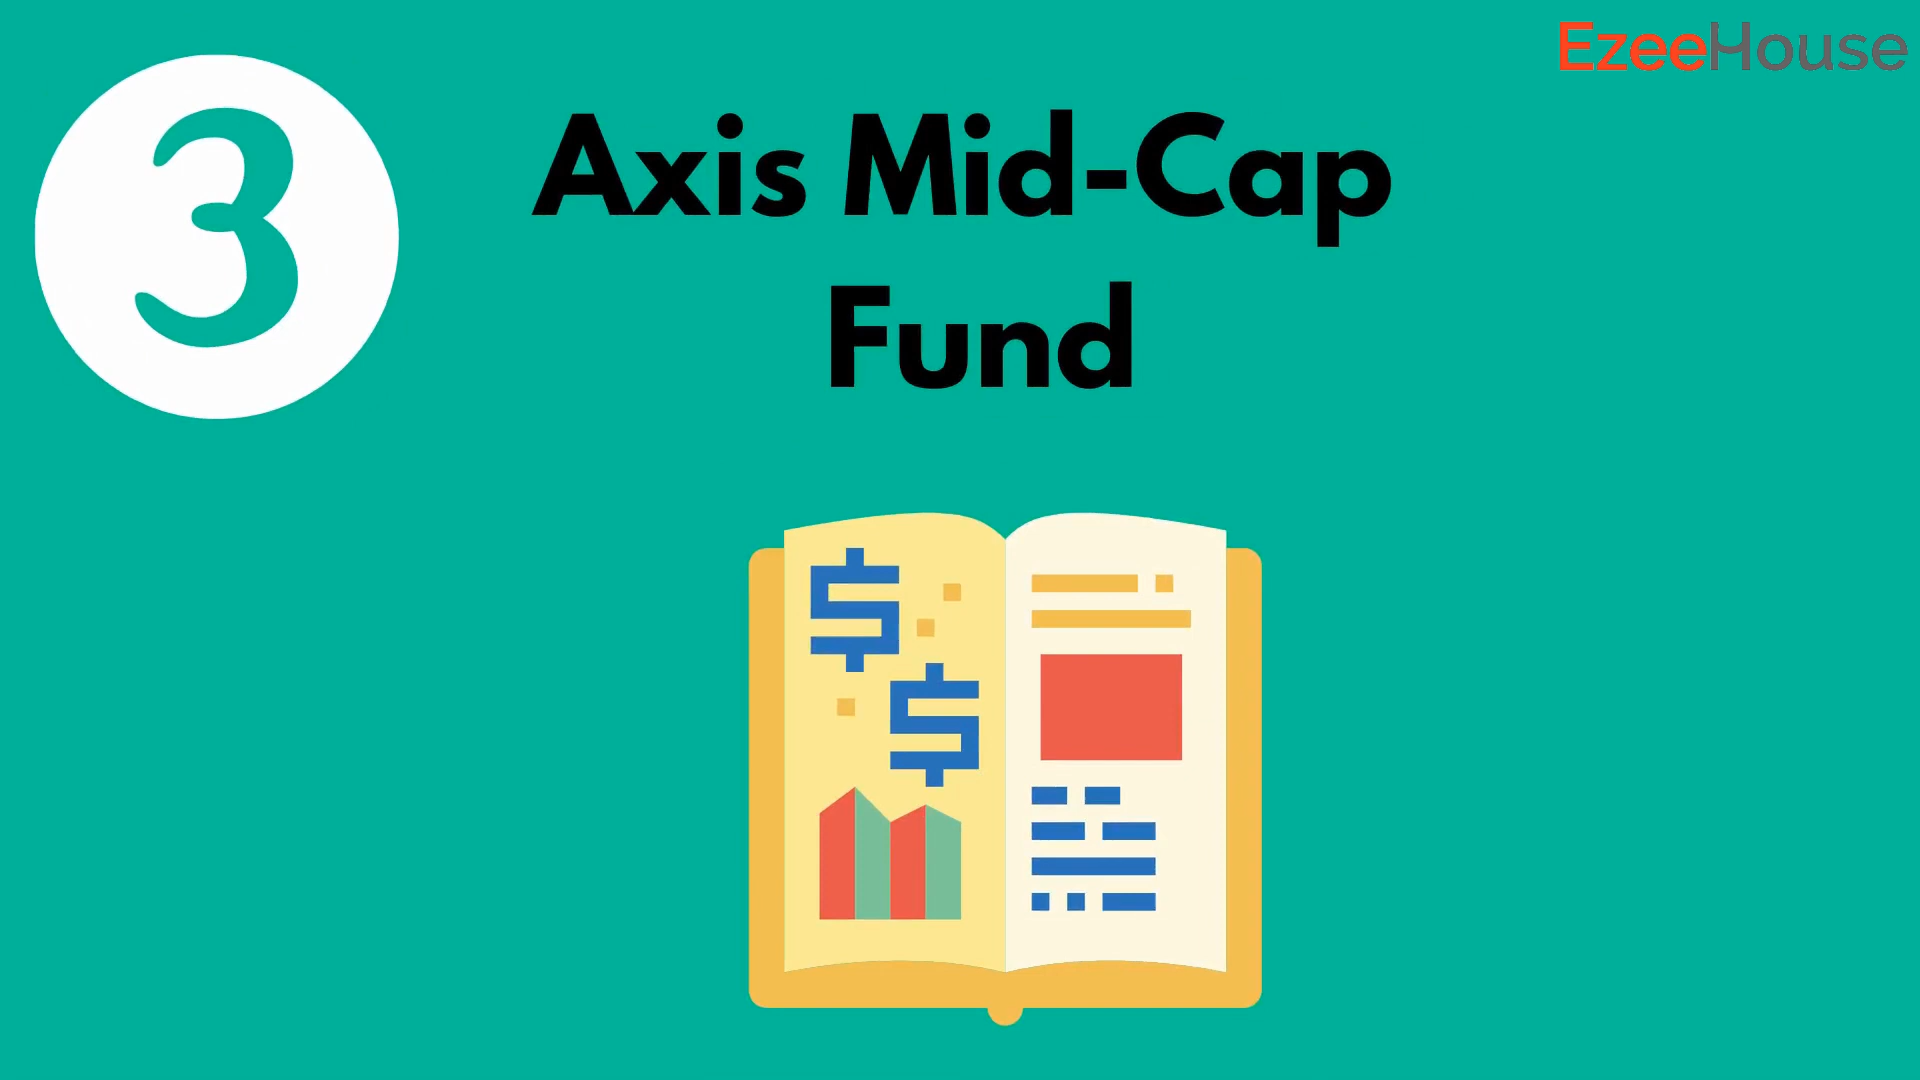 EzeeHouse
3
Axis Mid-Cap
Fund
$
$